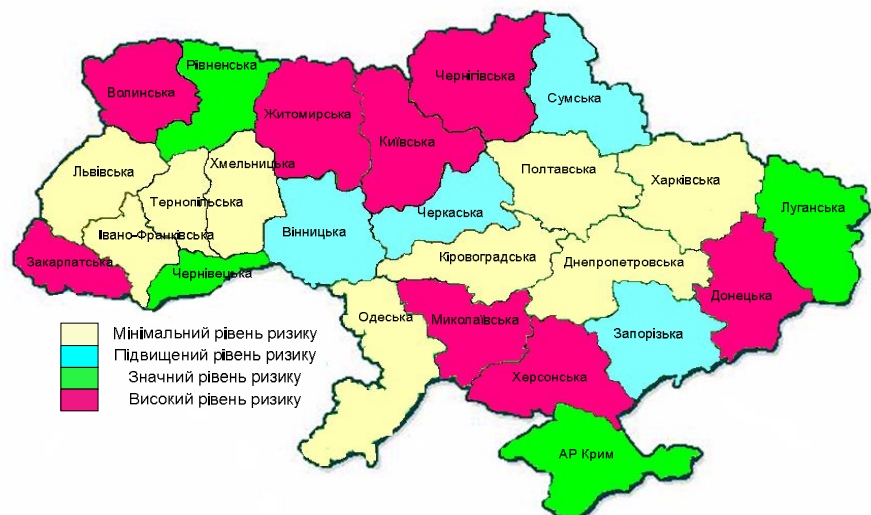 Рівненська
Волинська
Житомирська
Київська
Чернігівська
Сумська
Львівська
Тернопільська
Хмельницька
Івано-Франківська
Закарпатська
Чернівецька
Вінницька
Черкаська
Полтавська
Харківська
Луганська
Кіровоградська
Днепропетровська
Донецька
Одеська
Миколаївська
Запорізька
Херсонська
АР Крим
Мінімальний рівень ризику
Підвищений рівень ризику
Значний рівень ризику
Високий рівень ризику